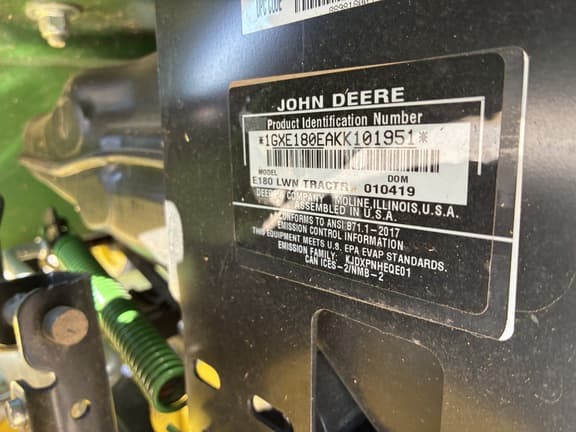 UPC CODE
JOHN DEERE
Product Identification Number
*1GXE180EAKK101951*
MODEL DOM
E180 LWN TRACTR 010419
DEERE & COMPANY MOLINE, ILLINOIS, U.S.A.
ASSEMBLED IN U.S.A.
CONFORMS TO ANSI B71.1-2017
EMISSION CONTROL INFORMATION
THIS EQUIPMENT MEETS U.S. EPA EVAP STANDARDS.
EMISSION FAMILY: KJDXPNHEQE01
CAN ICES-2/NMB-2